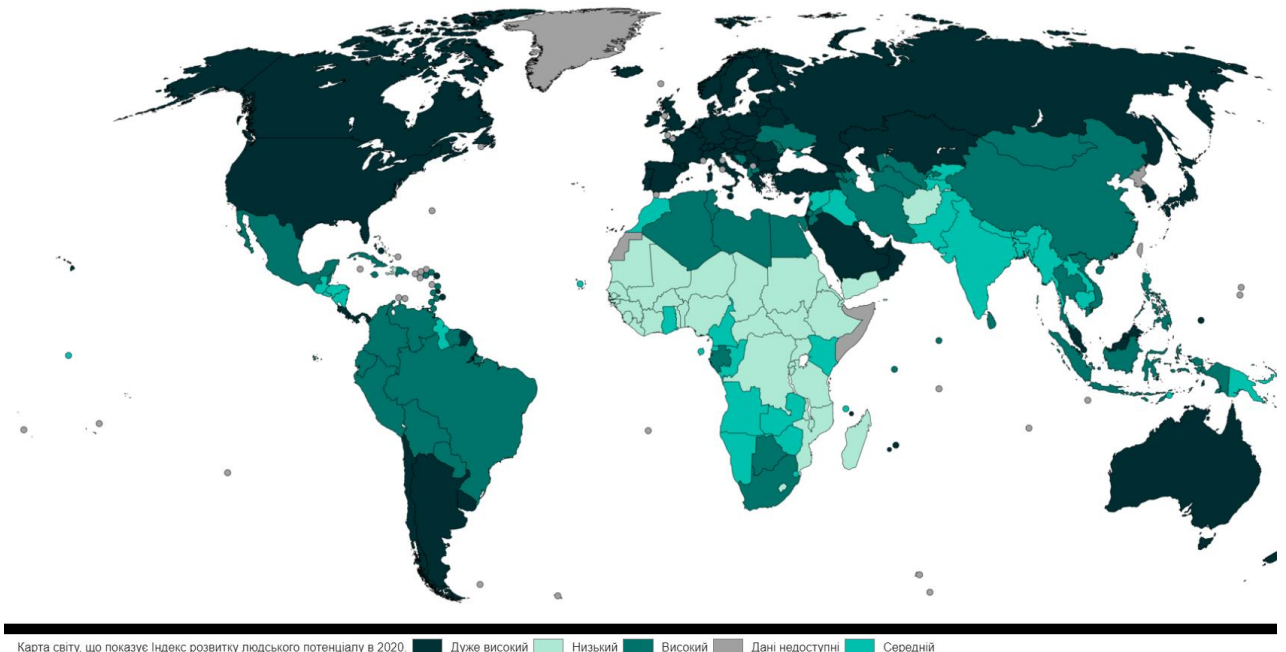 Карта світу, що показує Індекс розвитку людського потенціалу в 2020. Дуже високий Низький Високий Дані недоступні Середній